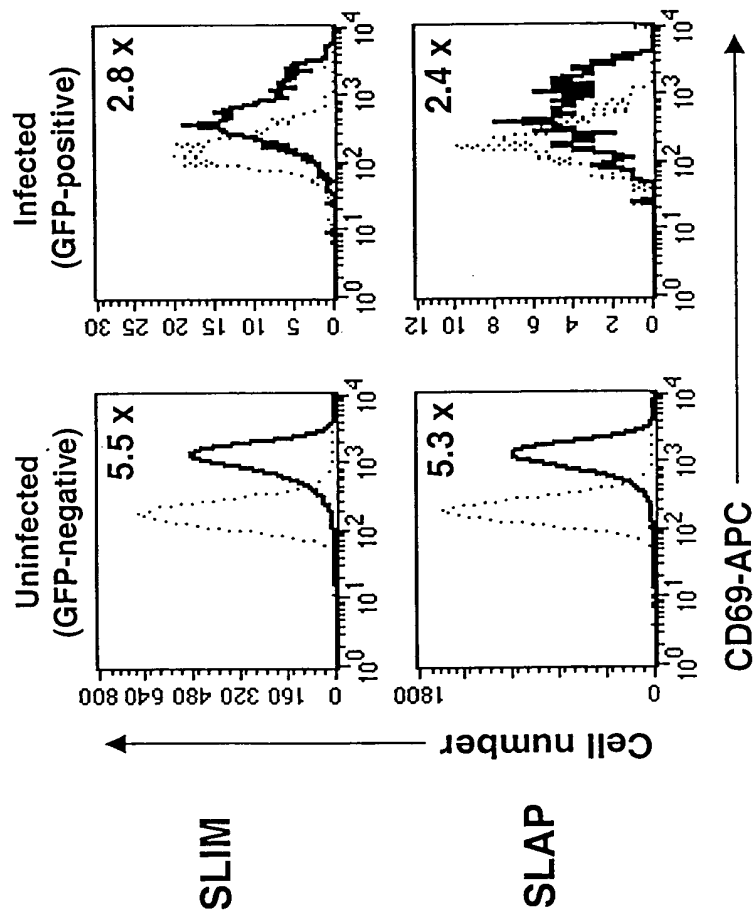 Uninfected
(GFP-negative)
Infected
(GFP-positive)
SLIM
800
640
480
320
160
0
5.5 X
10^0 10^1 10^2 10^3 10^4
30
25
20
15
10
5
0
2.8 X
10^0 10^1 10^2 10^3 10^4
SLAP
1800
0
5.3 X
10^0 10^1 10^2 10^3 10^4
12
10
8
6
4
2
0
2.4 X
10^0 10^1 10^2 10^3 10^4
Cell number
CD69-APC